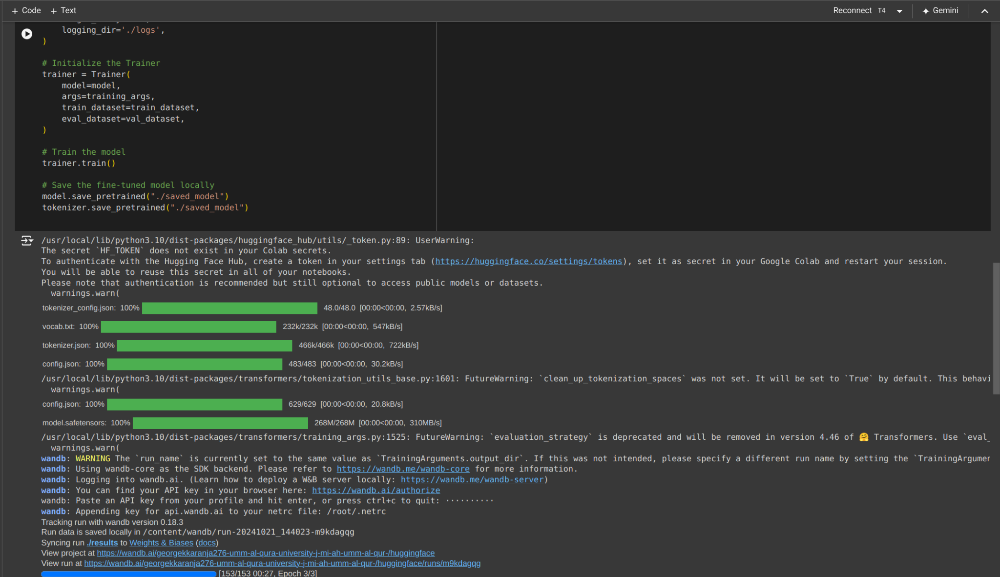 + Code + Text
Reconnect T4
Gemini
logging_dir='./logs',
)
# Initialize the Trainer
trainer = Trainer(
model=model,
args=training_args,
train_dataset=train_dataset,
eval_dataset=val_dataset,
)
# Train the model
trainer.train()
# Save the fine-tuned model locally
model.save_pretrained("./saved_model")
tokenizer.save_pretrained("./saved_model")
/usr/local/lib/python3.10/dist-packages/huggingface_hub/utils/_token.py:89: UserWarning:
The secret `HF_TOKEN` does not exist in your Colab secrets.
To authenticate with the Hugging Face Hub, create a token in your settings tab (https://huggingface.co/settings/tokens), set it as secret in your Google Colab and restart your session.
You will be able to reuse this secret in all of your notebooks.
Please note that authentication is recommended but still optional to access public models or datasets.
warnings.warn(
tokenizer_config.json: 100% 48.0/48.0 [00:00<00:00, 2.57kB/s]
vocab.txt: 100% 232k/232k [00:00<00:00, 547kB/s]
tokenizer.json: 100% 466k/466k [00:00<00:00, 722kB/s]
config.json: 100% 483/483 [00:00<00:00, 30.2kB/s]
/usr/local/lib/python3.10/dist-packages/transformers/tokenization_utils_base.py:1601: FutureWarning: `clean_up_tokenization_spaces` was not set. It will be set to `True` by default. This behavi
warnings.warn(
config.json: 100% 629/629 [00:00<00:00, 20.8kB/s]
model.safetensors: 100% 268M/268M [00:00<00:00, 310MB/s]
/usr/local/lib/python3.10/dist-packages/transformers/training_args.py:1525: FutureWarning: `evaluation_strategy` is deprecated and will be removed in version 4.46 of 🤗 Transformers. Use `eval_
warnings.warn(
wandb: WARNING The `run_name` is currently set to the same value as `TrainingArguments.output_dir`. If this was not intended, please specify a different run name by setting the `TrainingArgumen
wandb: Using wandb-core as the SDK backend. Please refer to https://wandb.me/wandb-core for more information.
wandb: Logging into wandb.ai. (Learn how to deploy a W&B server locally: https://wandb.me/wandb-server)
wandb: You can find your API key in your browser here: https://wandb.ai/authorize
wandb: Paste an API key from your profile and hit enter, or press ctrl+c to quit: ··········
wandb: Appending key for api.wandb.ai to your netrc file: /root/.netrc
Tracking run with wandb version 0.18.3
Run data is saved locally in /content/wandb/run-20241021_144023-m9kdagqg
Syncing run ./results to Weights & Biases (docs)
View project at https://wandb.ai/georgekkaranja276-umm-al-qura-university-j-mi-ah-umm-al-qur-/huggingface
View run at https://wandb.ai/georgekkaranja276-umm-al-qura-university-j-mi-ah-umm-al-qur-/huggingface/runs/m9kdagqg
[153/153 00:27, Epoch 3/3]